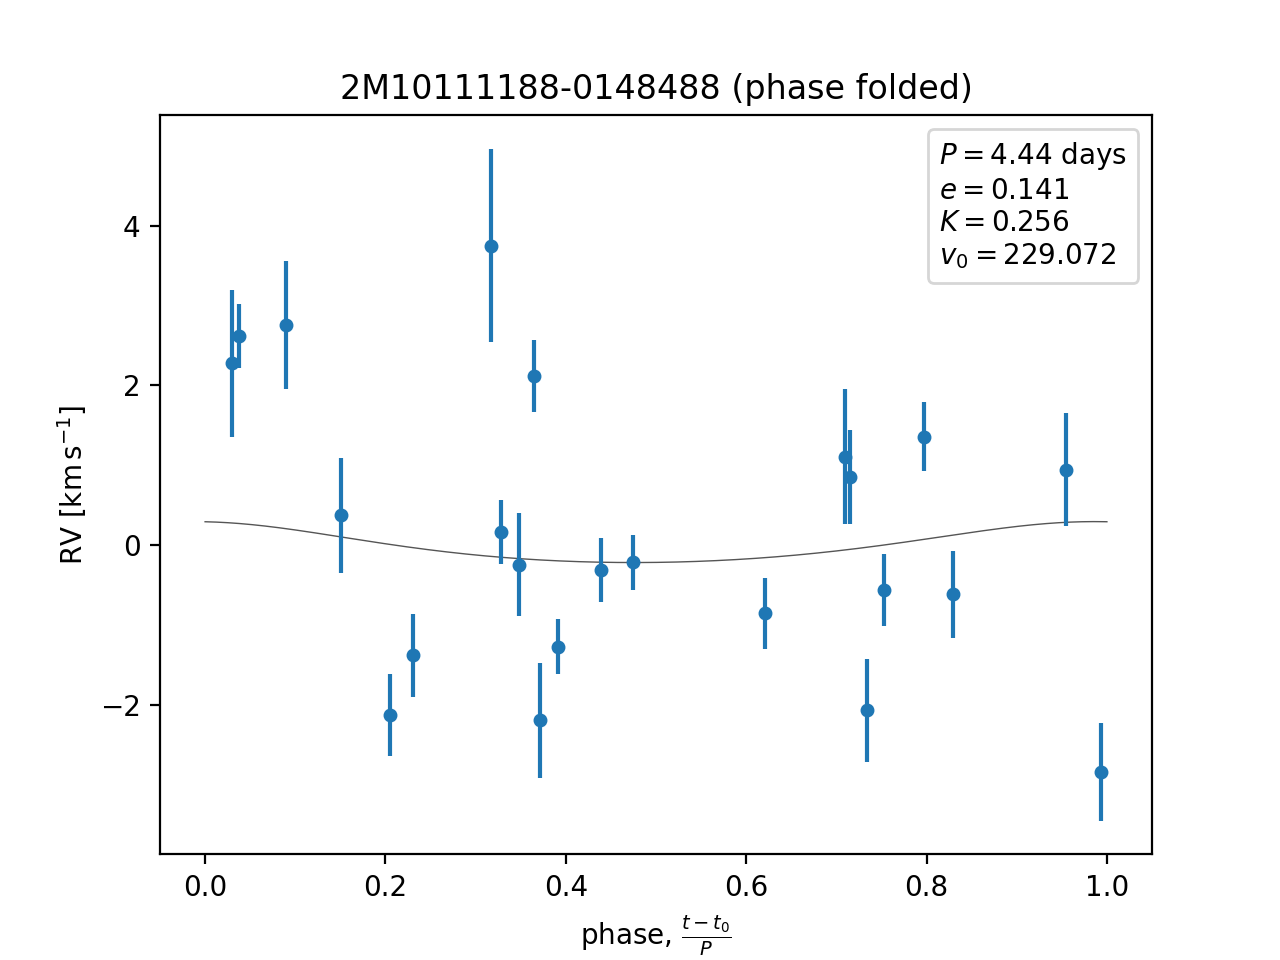 2M10111188-0148488 (phase folded)
P = 4.44 days
e = 0.141
K = 0.256
v₀ = 229.072
4
2
0
−2
RV [km s⁻¹]
0.0 0.2 0.4 0.6 0.8 1.0
phase, (t − t₀)/P